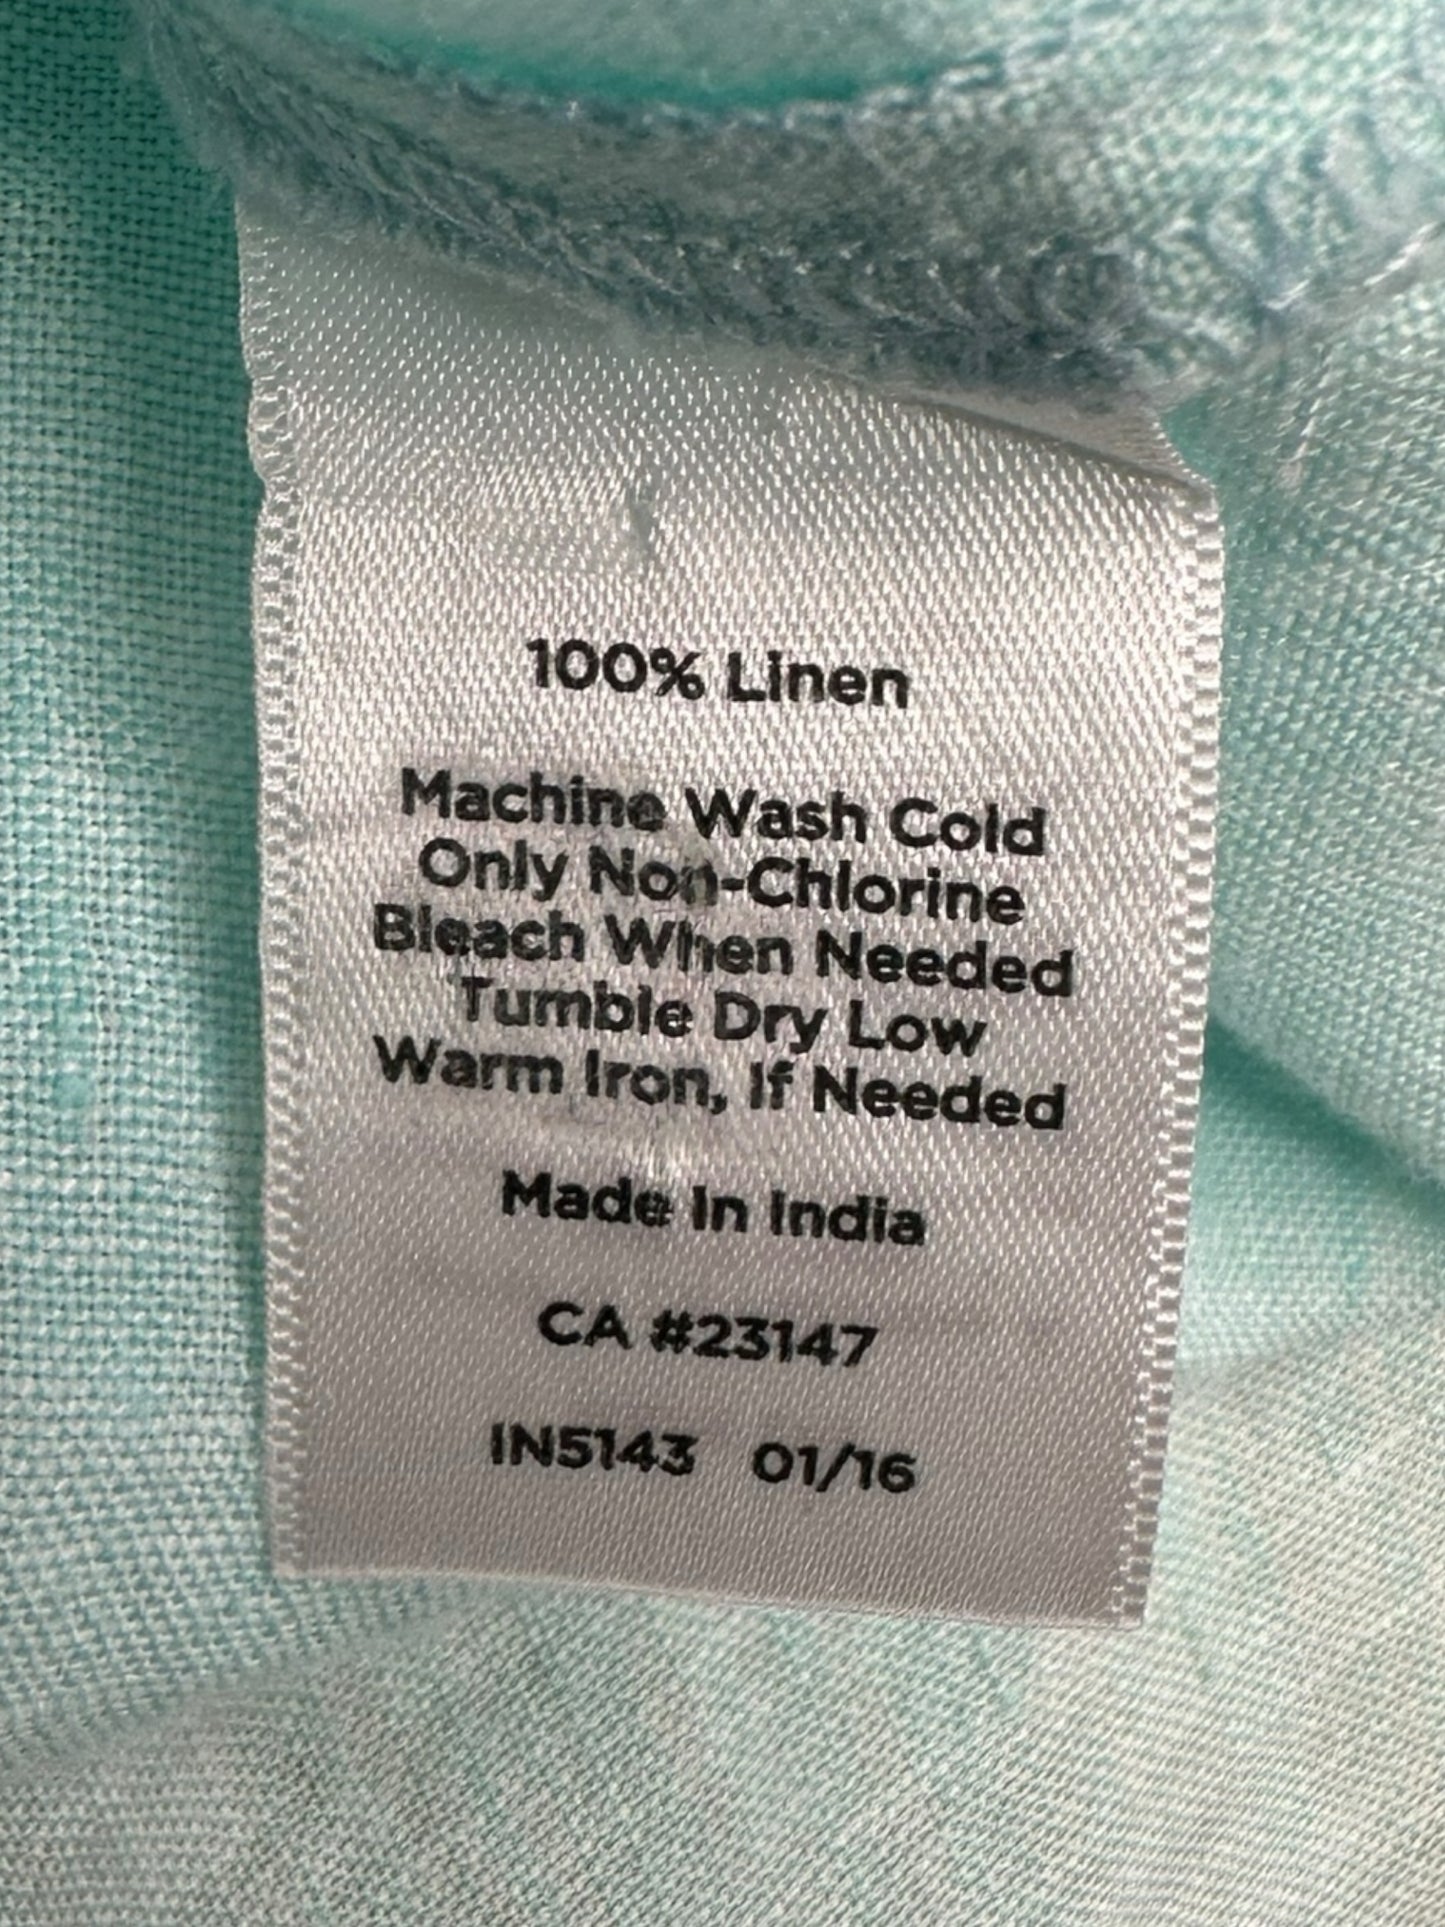 100% Linen
Machine Wash Cold
Only Non-Chlorine
Bleach When Needed
Tumble Dry Low
Warm Iron, If Needed
Made In India
CA #23147
IN5143 01/16